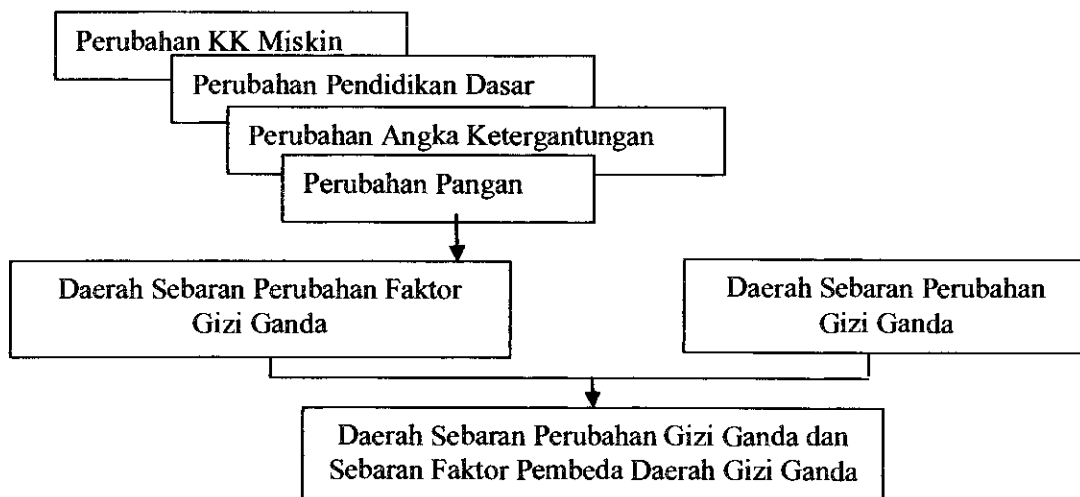 Perubahan KK Miskin
Perubahan Pendidikan Dasar
Perubahan Angka Ketergantungan
Perubahan Pangan
Daerah Sebaran Perubahan Faktor
Gizi Ganda
Daerah Sebaran Perubahan
Gizi Ganda
Daerah Sebaran Perubahan Gizi Ganda dan
Sebaran Faktor Pembeda Daerah Gizi Ganda